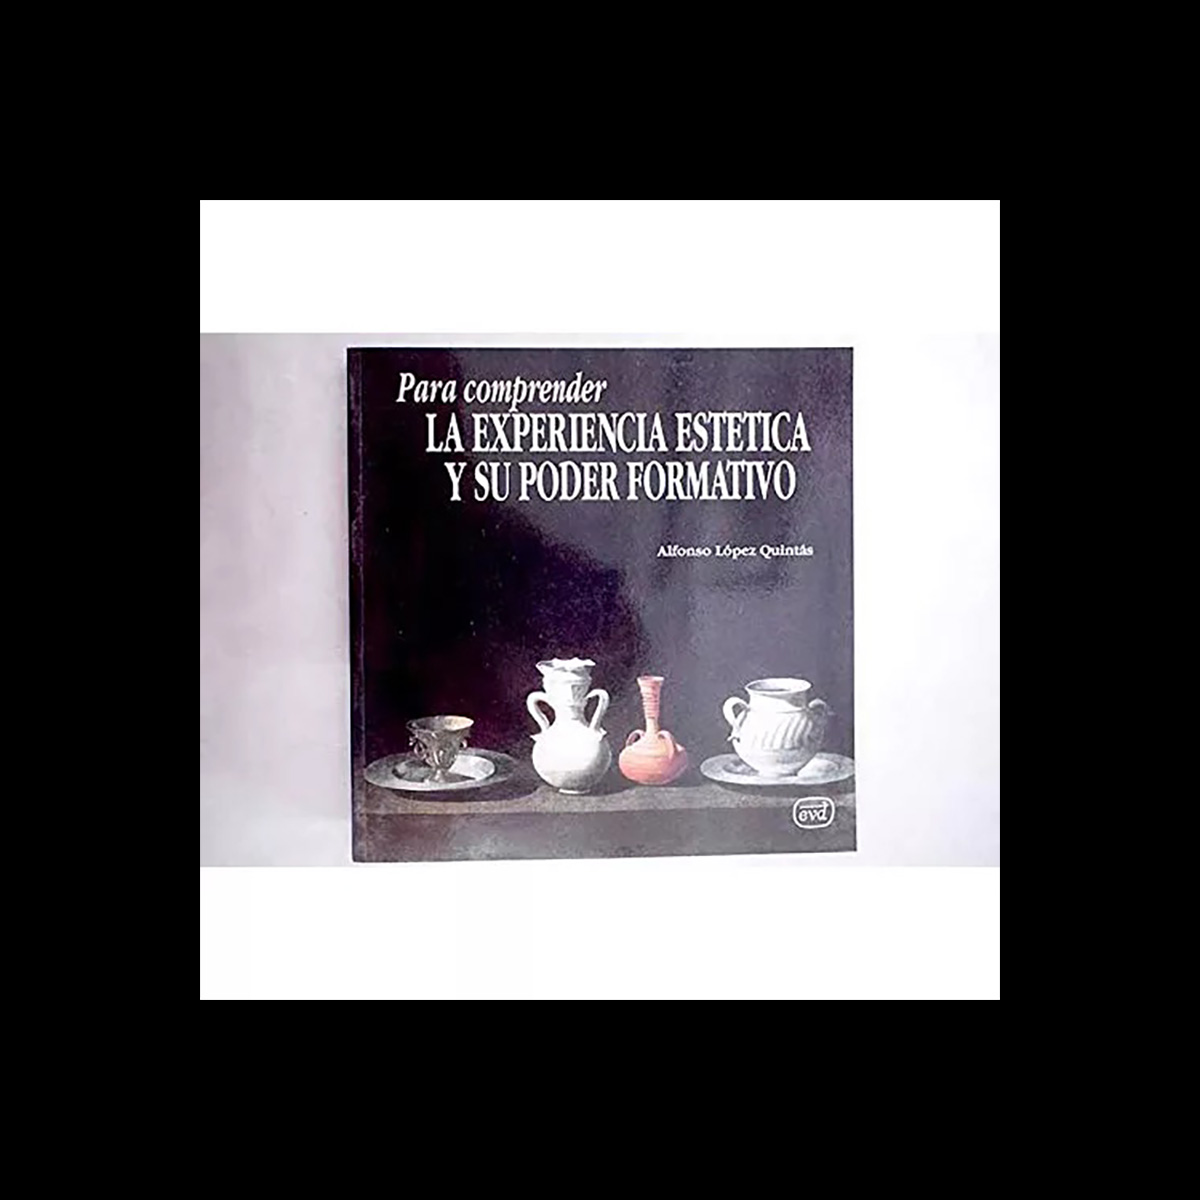 Para comprender
LA EXPERIENCIA ESTETICA
Y SU PODER FORMATIVO
Alfonso López Quintás
evd